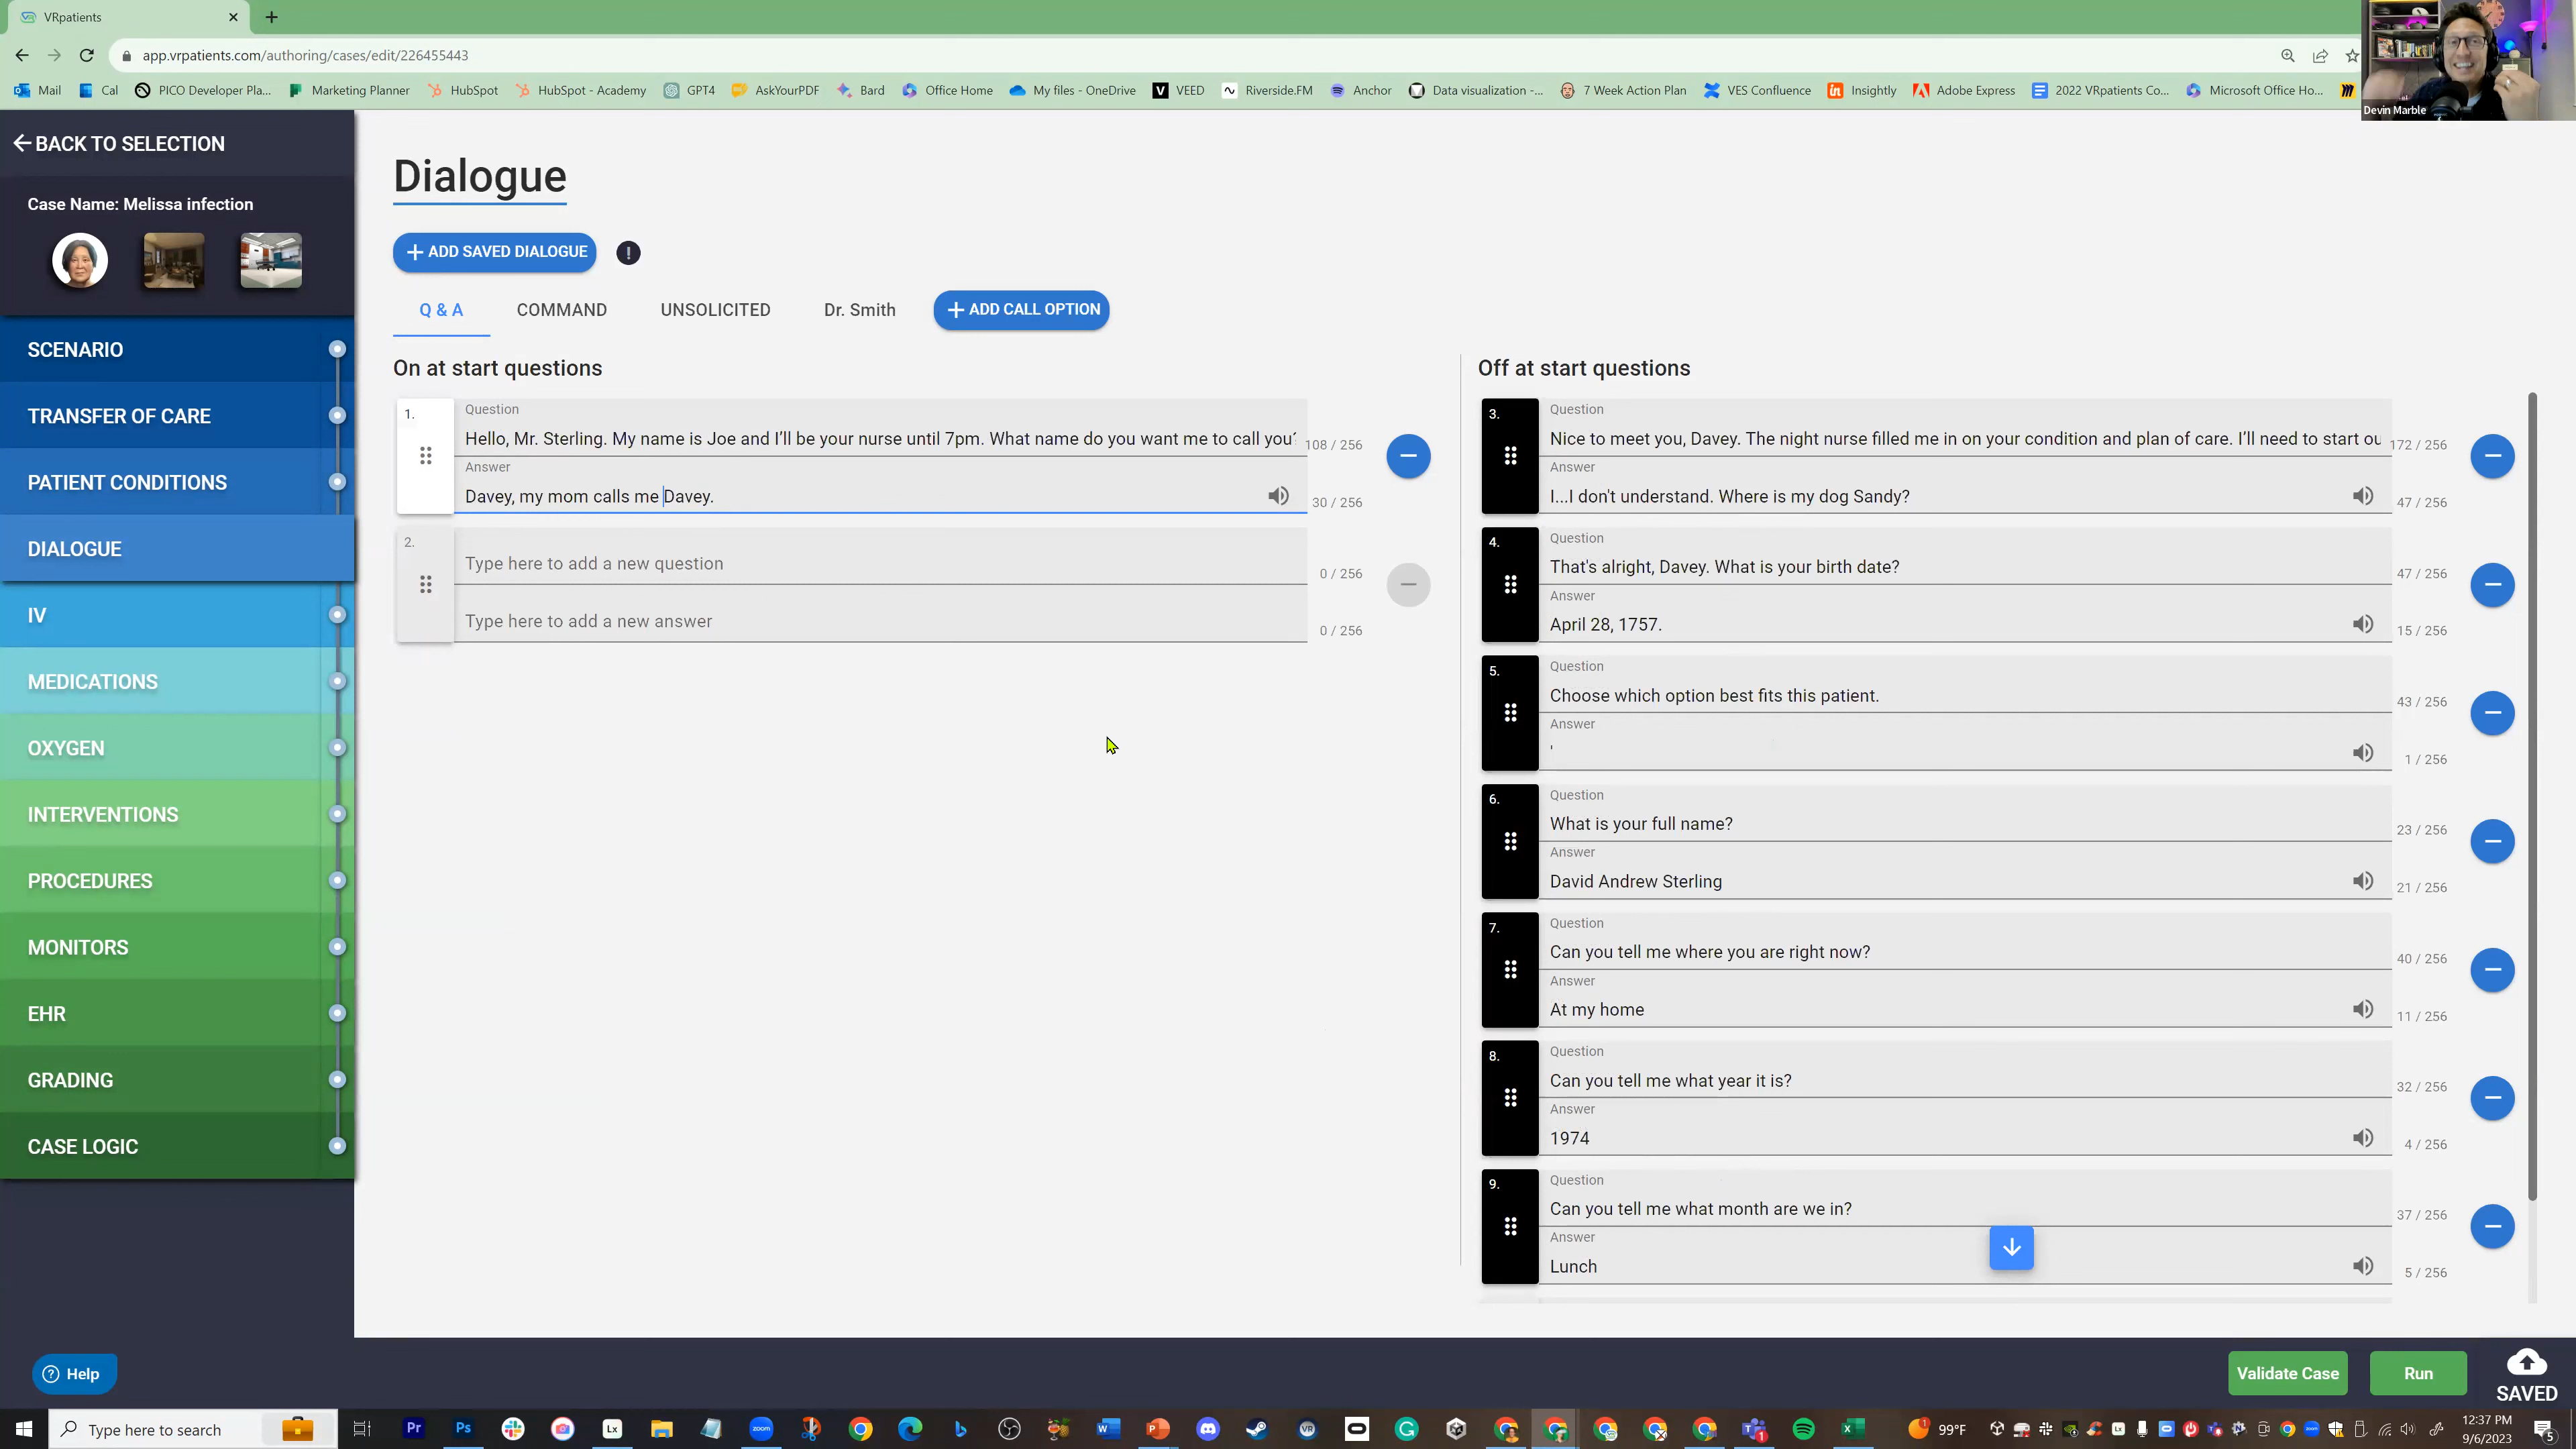 VRpatients
app.vrpatients.com/authoring/cases/edit/226455443
Mail
Cal
PICO Developer Pla...
Marketing Planner
HubSpot
HubSpot - Academy
GPT4
AskYourPDF
Bard
Office Home
My files - OneDrive
VEED
Riverside.FM
Anchor
Data visualization -...
7 Week Action Plan
VES Confluence
Insightly
Adobe Express
2022 VRpatients Co...
Microsoft Office Ho...
Devin Marble
BACK TO SELECTION
Case Name: Melissa infection
SCENARIO
TRANSFER OF CARE
PATIENT CONDITIONS
DIALOGUE
IV
MEDICATIONS
OXYGEN
INTERVENTIONS
PROCEDURES
MONITORS
EHR
GRADING
CASE LOGIC
Help
Dialogue
+ ADD SAVED DIALOGUE
!
Q & A
COMMAND
UNSOLICITED
Dr. Smith
+ ADD CALL OPTION
On at start questions
1.
Question
Hello, Mr. Sterling. My name is Joe and I'll be your nurse until 7pm. What name do you want me to call you?
108 / 256
Answer
Davey, my mom calls me Davey.
30 / 256
2.
Type here to add a new question
0 / 256
Type here to add a new answer
0 / 256
Off at start questions
3.
Question
Nice to meet you, Davey. The night nurse filled me in on your condition and plan of care. I'll need to start ou
172 / 256
Answer
I...I don't understand. Where is my dog Sandy?
47 / 256
4.
Question
That's alright, Davey. What is your birth date?
47 / 256
Answer
April 28, 1757.
15 / 256
5.
Question
Choose which option best fits this patient.
43 / 256
Answer
'
1 / 256
6.
Question
What is your full name?
23 / 256
Answer
David Andrew Sterling
21 / 256
7.
Question
Can you tell me where you are right now?
40 / 256
Answer
At my home
11 / 256
8.
Question
Can you tell me what year it is?
32 / 256
Answer
1974
4 / 256
9.
Question
Can you tell me what month are we in?
37 / 256
Answer
Lunch
5 / 256
Validate Case
Run
SAVED
Type here to search
Pr
Ps
Lx
zoom
99°F
12:37 PM
9/6/2023
5